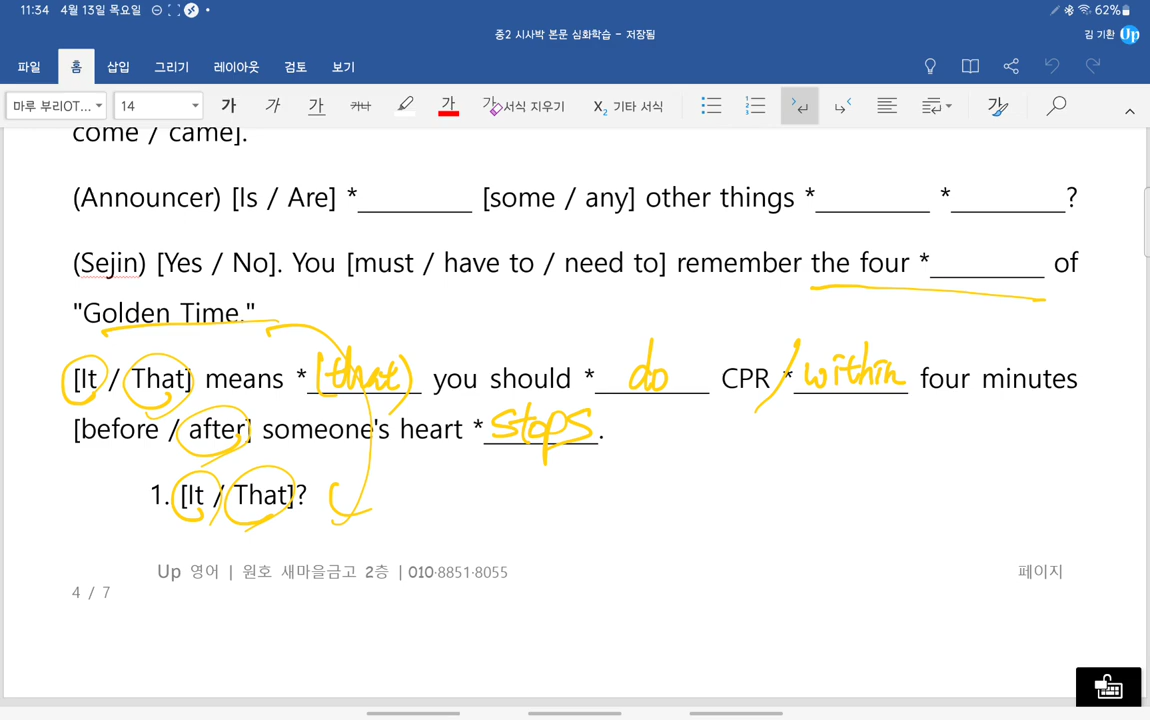 11:34 4월 13일 목요일 62%
중2 시사박 본문 심화학습 - 저장됨 김 기환 Up
파일 홈 삽입 그리기 레이아웃 검토 보기
마루 부리OT... 14 가 가 가 가나 가 가 서식 지우기 X₂ 기타 서식 가
come / came].
(Announcer) [Is / Are] *__________ [some / any] other things *__________ *__________?
(Sejin) [Yes / No]. You [must / have to / need to] remember the four *__________ of
"Golden Time."
[It / That] means *(that) you should * do CPR / * within four minutes
[before / after] someone's heart * stops.
1. [It / That]?
Up 영어 | 원호 새마을금고 2층 | 010-8851-8055 페이지
4 / 7